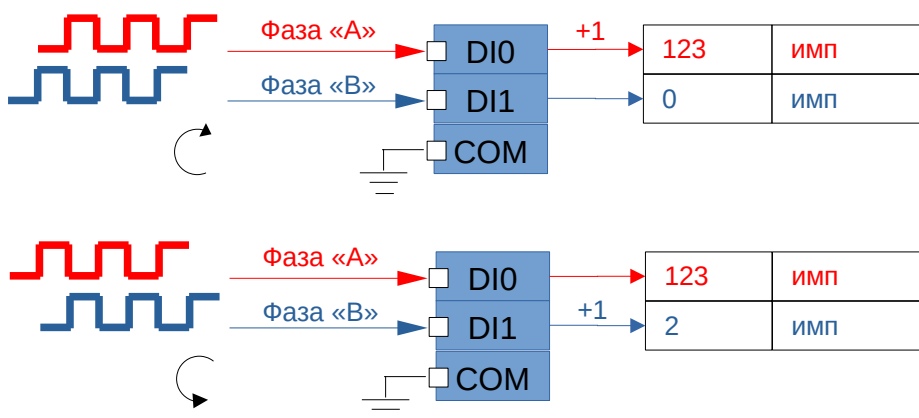 Фаза «А» DI0 +1 123 имп
Фаза «В» DI1 0 имп
COM
Фаза «А» DI0 123 имп
Фаза «В» DI1 +1 2 имп
COM